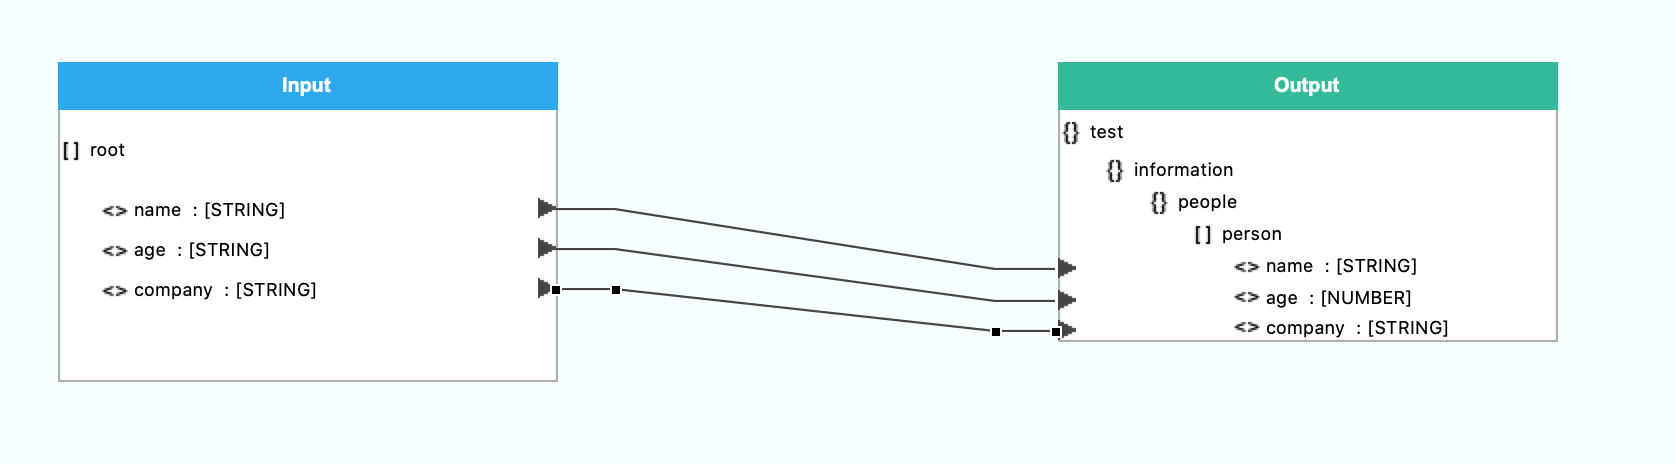 Input
[ ] root
<> name : [STRING]
<> age : [STRING]
<> company : [STRING]
Output
{} test
{} information
{} people
[ ] person
<> name : [STRING]
<> age : [NUMBER]
<> company : [STRING]